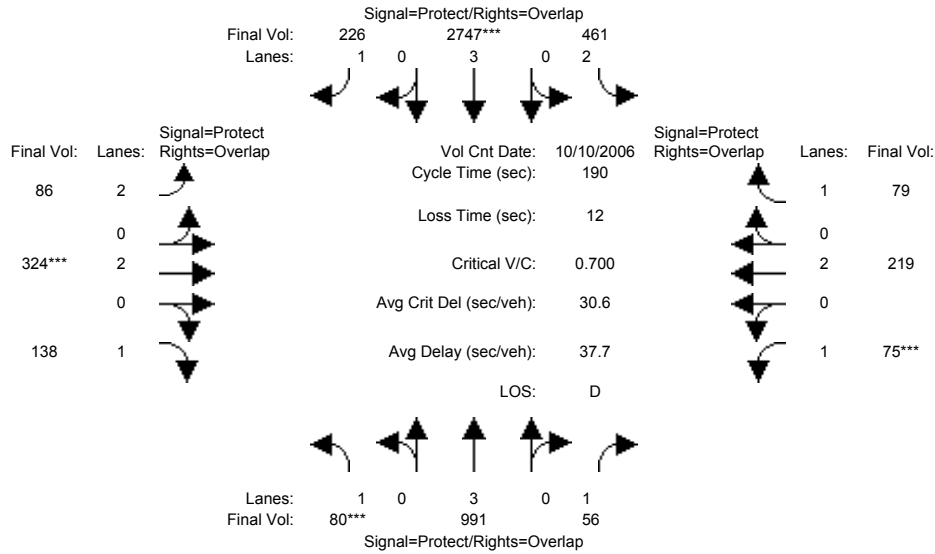 Signal=Protect/Rights=Overlap
Final Vol: 226 2747*** 461
Lanes: 1 0 3 0 2
Signal=Protect Signal=Protect
Final Vol: Lanes: Rights=Overlap Vol Cnt Date: 10/10/2006 Rights=Overlap Lanes: Final Vol:
Cycle Time (sec): 190
86 2 1 79
Loss Time (sec): 12
0 0
324*** 2 Critical V/C: 0.700 2 219
0 Avg Crit Del (sec/veh): 30.6 0
138 1 Avg Delay (sec/veh): 37.7 1 75***
LOS: D
Lanes: 1 0 3 0 1
Final Vol: 80*** 991 56
Signal=Protect/Rights=Overlap